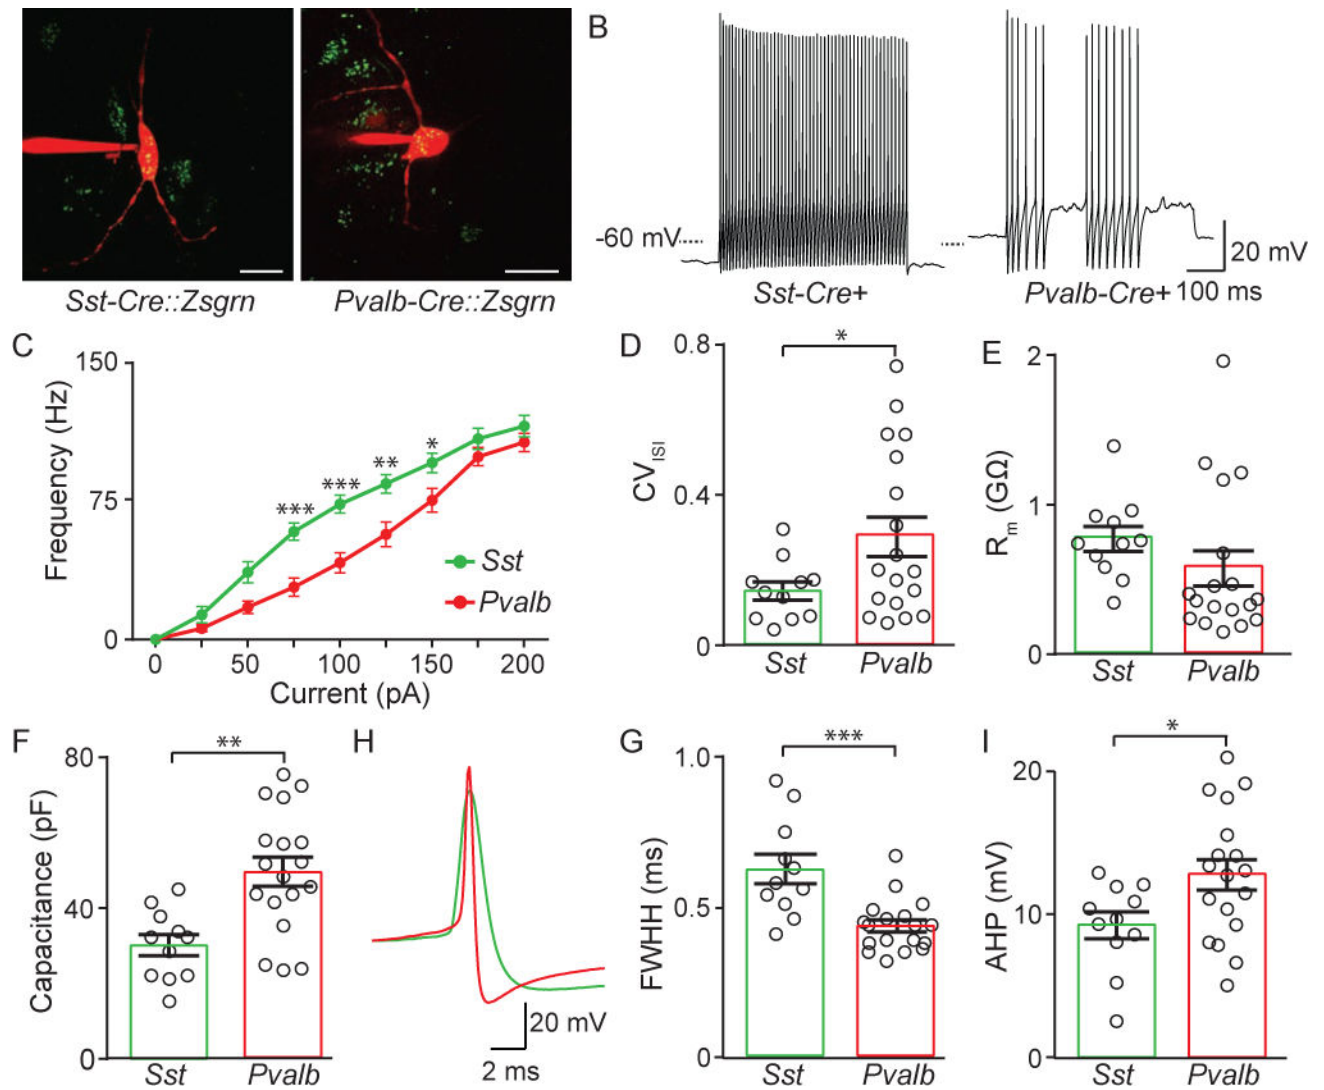 B
-60 mV
20 mV
Sst-Cre::Zsgrn
Pvalb-Cre::Zsgrn
Sst-Cre+
Pvalb-Cre+
100 ms
C
150
75
0
Frequency (Hz)
***
***
**
*
Sst
Pvalb
0
50
100
150
200
Current (pA)
D
0.8
0.4
0
CV ISI
*
Sst
Pvalb
E
2
1
0
Rm (GΩ)
Sst
Pvalb
F
80
40
0
Capacitance (pF)
**
Sst
Pvalb
H
20 mV
2 ms
G
1.0
0.5
0
FWHH (ms)
***
Sst
Pvalb
I
20
10
0
AHP (mV)
*
Sst
Pvalb